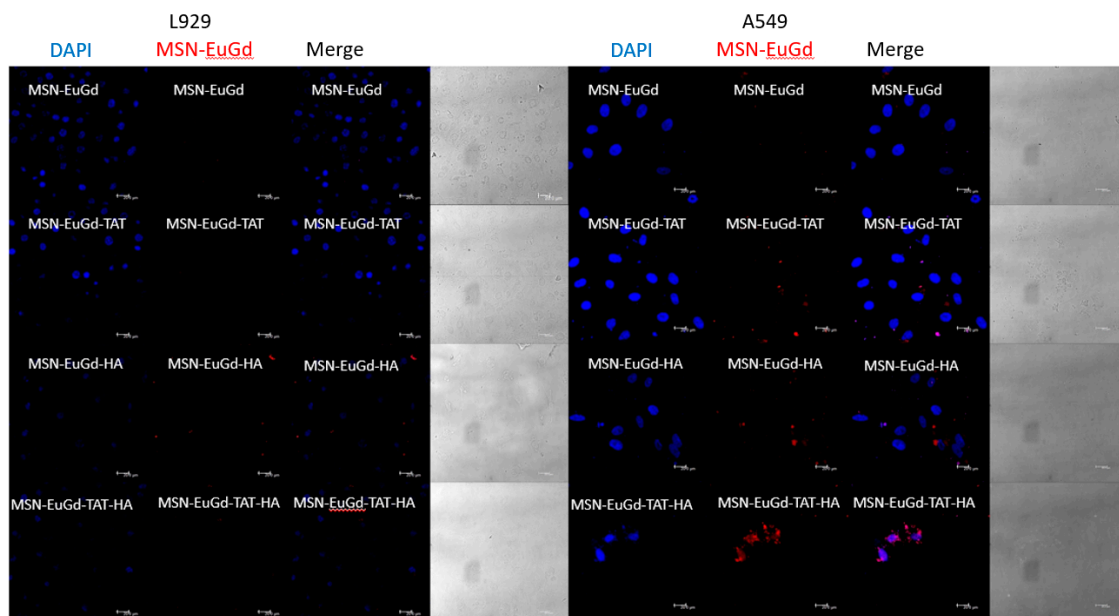 L929 A549
DAPI MSN-EuGd Merge DAPI MSN-EuGd Merge
MSN-EuGd MSN-EuGd MSN-EuGd MSN-EuGd MSN-EuGd MSN-EuGd
MSN-EuGd-TAT MSN-EuGd-TAT MSN-EuGd-TAT MSN-EuGd-TAT MSN-EuGd-TAT MSN-EuGd-TAT
MSN-EuGd-HA MSN-EuGd-HA MSN-EuGd-HA MSN-EuGd-HA MSN-EuGd-HA MSN-EuGd-HA
MSN-EuGd-TAT-HA MSN-EuGd-TAT-HA MSN-EuGd-TAT-HA MSN-EuGd-TAT-HA MSN-EuGd-TAT-HA MSN-EuGd-TAT-HA